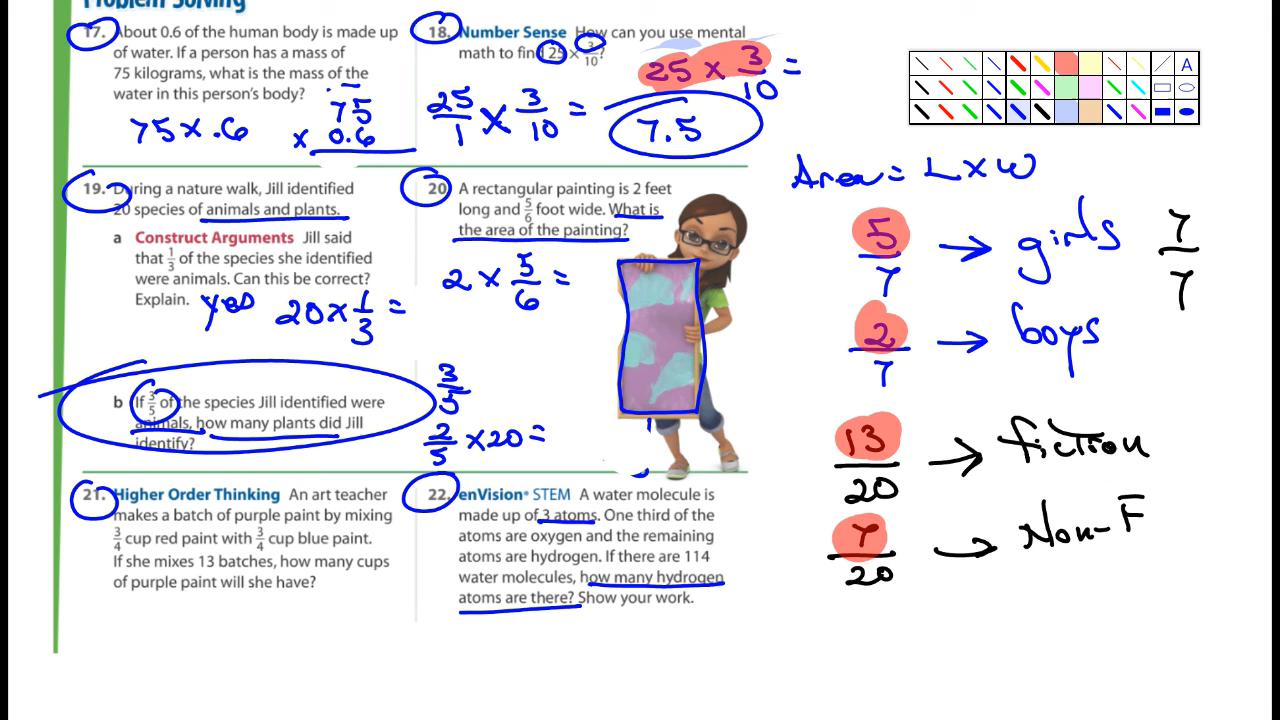 Problem Solving
17. About 0.6 of the human body is made up
of water. If a person has a mass of
75 kilograms, what is the mass of the
water in this person's body?
75 × .6
75
× 0.6
18. Number Sense How can you use mental
math to find 25 × 3/10?
25 × 3/10 =
25/1 × 3/10 =
7.5
19. During a nature walk, Jill identified
20 species of animals and plants.
a Construct Arguments Jill said
that 1/3 of the species she identified
were animals. Can this be correct?
Explain.
yes 20 × 1/3 =
b If 3/5 of the species Jill identified were
animals, how many plants did Jill
identify?
3/5
2/5 × 20 =
20. A rectangular painting is 2 feet
long and 5/6 foot wide. What is
the area of the painting?
2 × 5/6 =
21. Higher Order Thinking An art teacher
makes a batch of purple paint by mixing
3/4 cup red paint with 3/4 cup blue paint.
If she mixes 13 batches, how many cups
of purple paint will she have?
22. enVision® STEM A water molecule is
made up of 3 atoms. One third of the
atoms are oxygen and the remaining
atoms are hydrogen. If there are 114
water molecules, how many hydrogen
atoms are there? Show your work.
A
Area = L × W
5/7 → girls 7/7
2/7 → boys
13/20 → fiction
7/20 → Non-F